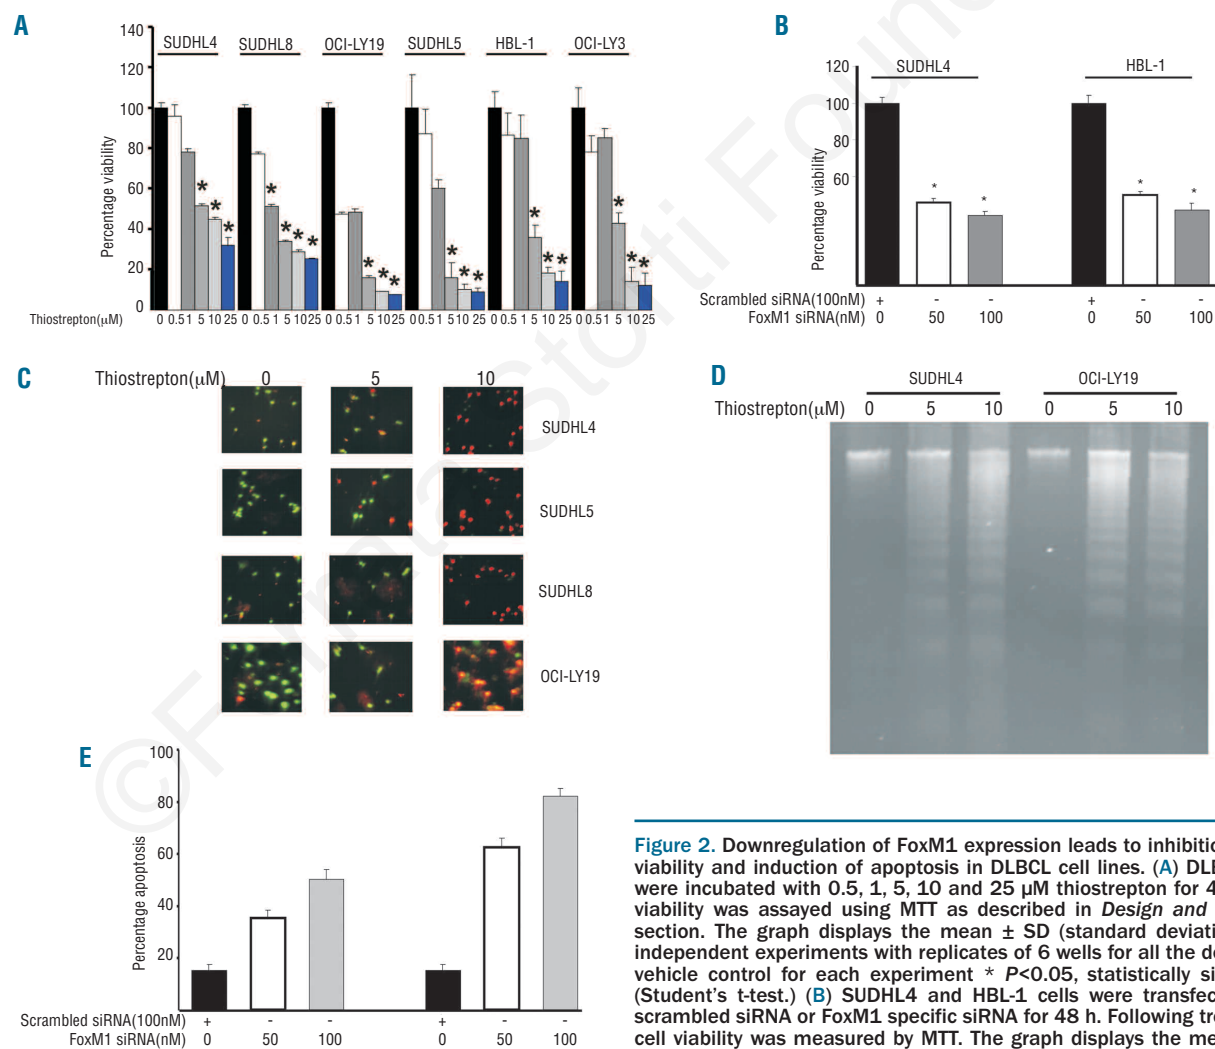 A
140
120
100
80
60
40
20
0
Percentage viability
SUDHL4 SUDHL8 OCI-LY19 SUDHL5 HBL-1 OCI-LY3
* * * * * * * * * * * * * * * * * * *
Thiostrepton(μM) 0 0.5 1 5 10 25 0 0.5 1 5 10 25 0 0.5 1 5 10 25 0 0.5 1 5 10 25 0 0.5 1 5 10 25 0 0.5 1 5 10 25
B
120
100
80
60
Percentage viability
SUDHL4 HBL-1
* * * *
Scrambled siRNA(100nM) + - - + - -
FoxM1 siRNA(nM) 0 50 100 0 50 100
C
Thiostrepton(μM) 0 5 10
SUDHL4
SUDHL5
SUDHL8
OCI-LY19
D
SUDHL4 OCI-LY19
Thiostrepton(μM) 0 5 10 0 5 10
E
100
80
60
40
20
Percentage apoptosis
Scrambled siRNA(100nM) + - - + - -
FoxM1 siRNA(nM) 0 50 100 0 50 100
Figure 2. Downregulation of FoxM1 expression leads to inhibitio
viability and induction of apoptosis in DLBCL cell lines. (A) DLB
were incubated with 0.5, 1, 5, 10 and 25 μM thiostrepton for 4
viability was assayed using MTT as described in Design and
section. The graph displays the mean ± SD (standard deviati
independent experiments with replicates of 6 wells for all the do
vehicle control for each experiment * P<0.05, statistically si
(Student's t-test.) (B) SUDHL4 and HBL-1 cells were transfec
scrambled siRNA or FoxM1 specific siRNA for 48 h. Following tre
cell viability was measured by MTT. The graph displays the me
©Ferrata Storti Foun